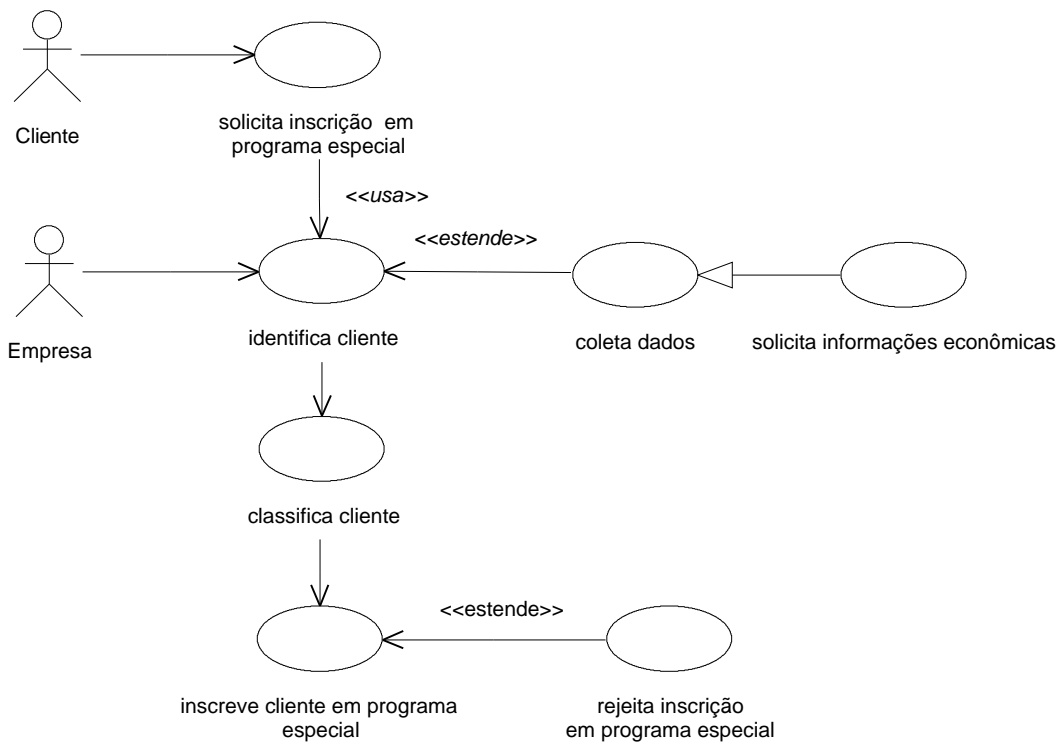 Cliente
solicita inscrição em
programa especial
<<usa>>
<<estende>>
Empresa
identifica cliente
coleta dados
solicita informações econômicas
classifica cliente
<<estende>>
inscreve cliente em programa
especial
rejeita inscrição
em programa especial